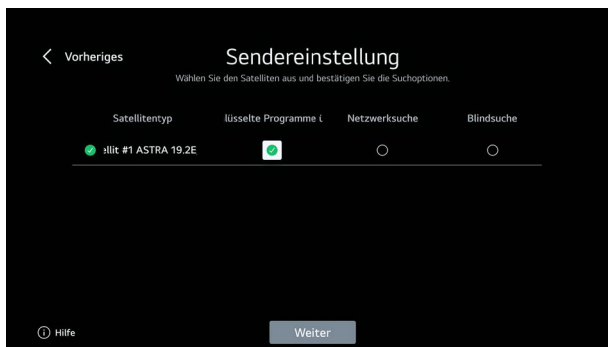 Vorheriges
Sendereinstellung
Wählen Sie den Satelliten aus und bestätigen Sie die Suchoptionen.
Satellitentyp lüsselte Programme ü Netzwerksuche Blindsuche
ellit #1 ASTRA 19.2E
Hilfe
Weiter